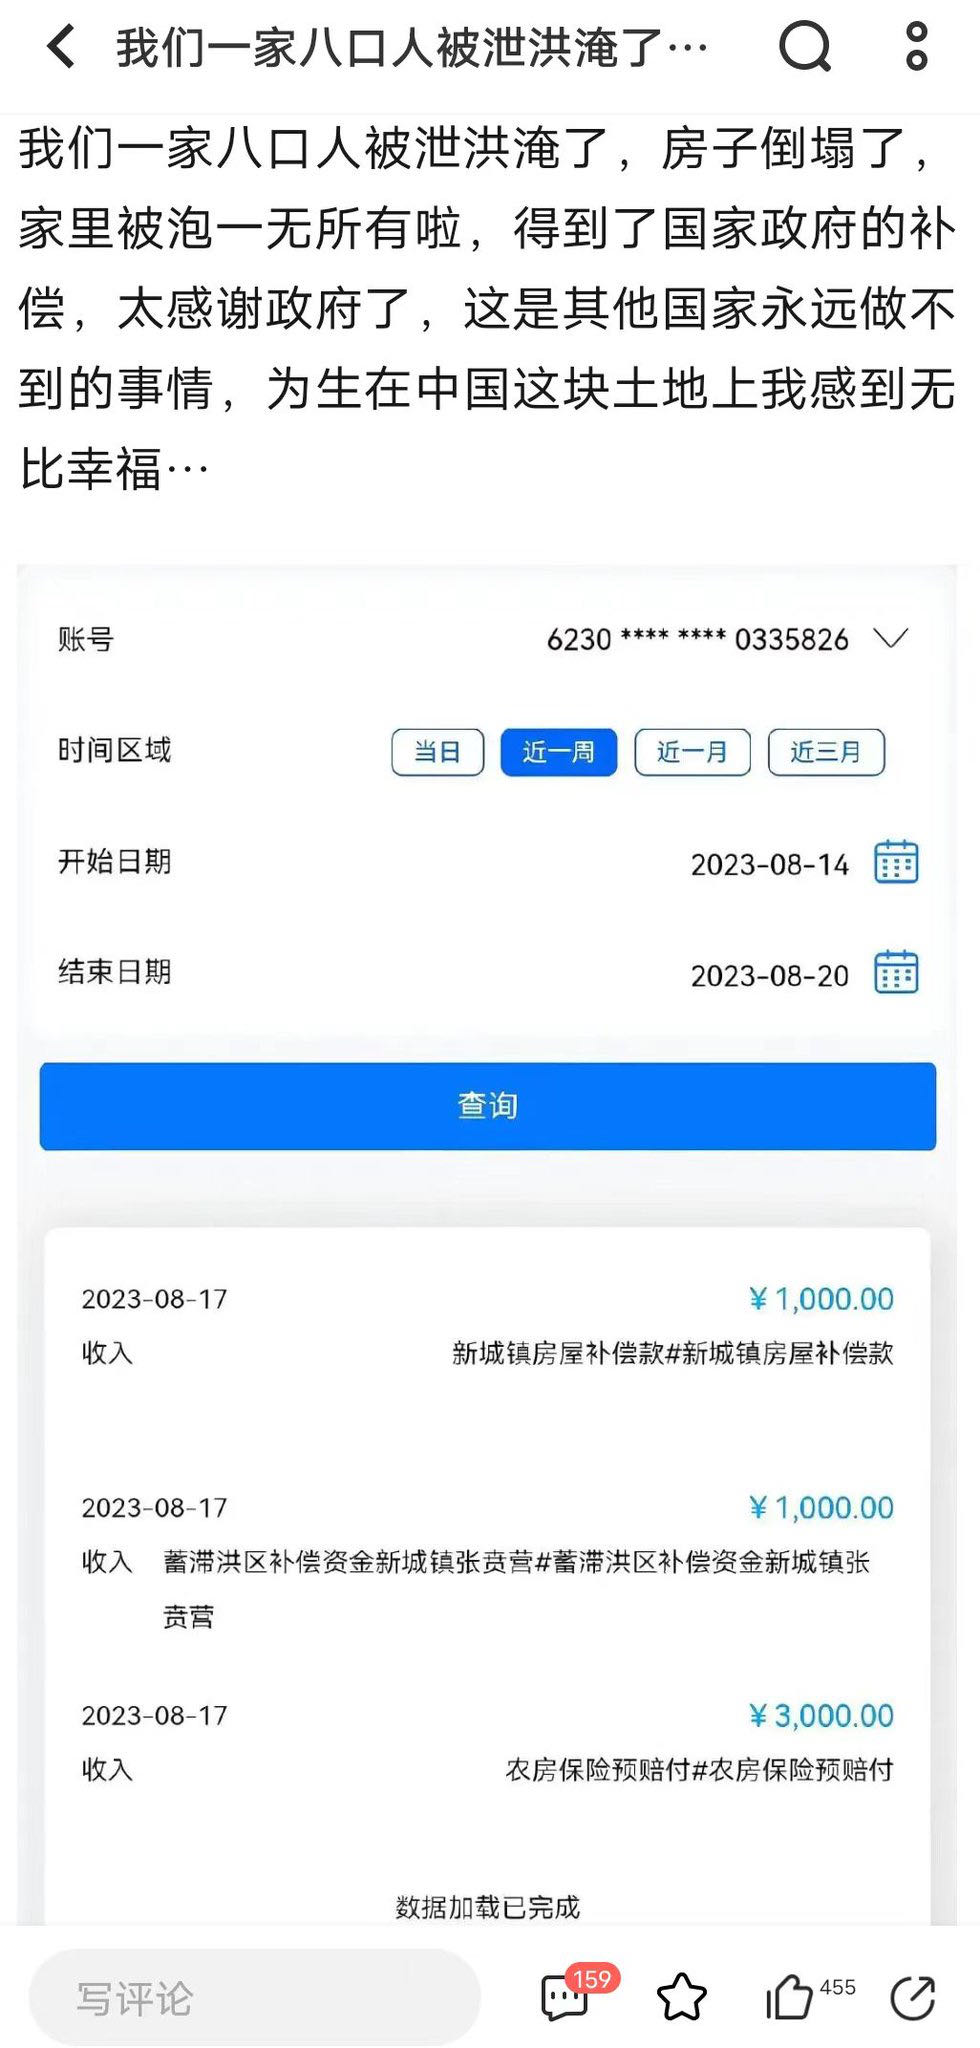 我们一家八口人被泄洪淹了…
我们一家八口人被泄洪淹了，房子倒塌了，
家里被泡一无所有啦，得到了国家政府的补
偿，太感谢政府了，这是其他国家永远做不
到的事情，为生在中国这块土地上我感到无
比幸福…
账号 6230 **** **** 0335826
时间区域 当日 近一周 近一月 近三月
开始日期 2023-08-14
结束日期 2023-08-20
查询
2023-08-17 ¥1,000.00
收入 新城镇房屋补偿款#新城镇房屋补偿款
2023-08-17 ¥1,000.00
收入 蓄滞洪区补偿资金新城镇张贲营#蓄滞洪区补偿资金新城镇张
贲营
2023-08-17 ¥3,000.00
收入 农房保险预赔付#农房保险预赔付
数据加载已完成
写评论 159 455